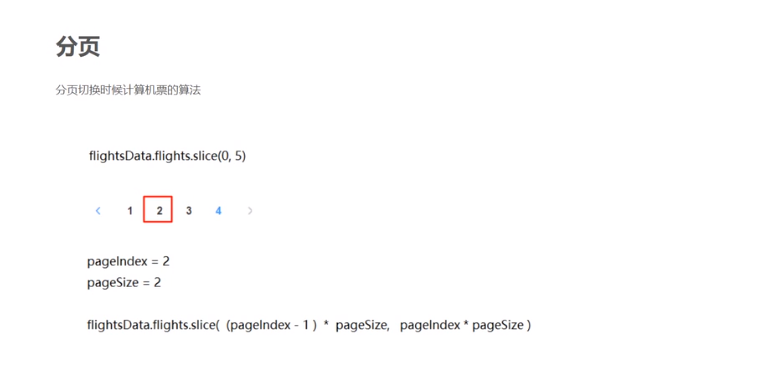 分页
分页切换时候计算机票的算法
flightsData.flights.slice(0, 5)
< 1 2 3 4 >
pageIndex = 2
pageSize = 2
flightsData.flights.slice( (pageIndex - 1 ) * pageSize, pageIndex * pageSize )